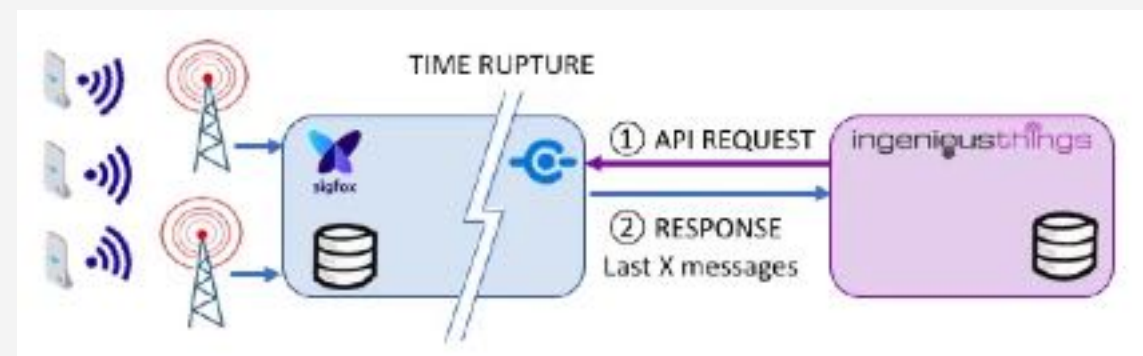 TIME RUPTURE
sigfox
① API REQUEST
ingeniousthings
② RESPONSE
Last X messages